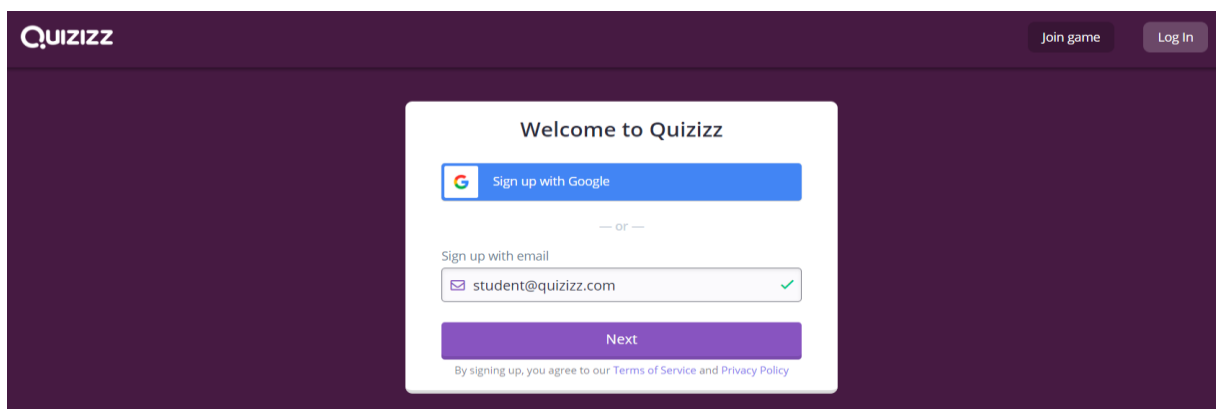 Quizizz
Join game
Log In
Welcome to Quizizz
Sign up with Google
— or —
Sign up with email
student@quizizz.com
Next
By signing up, you agree to our Terms of Service and Privacy Policy